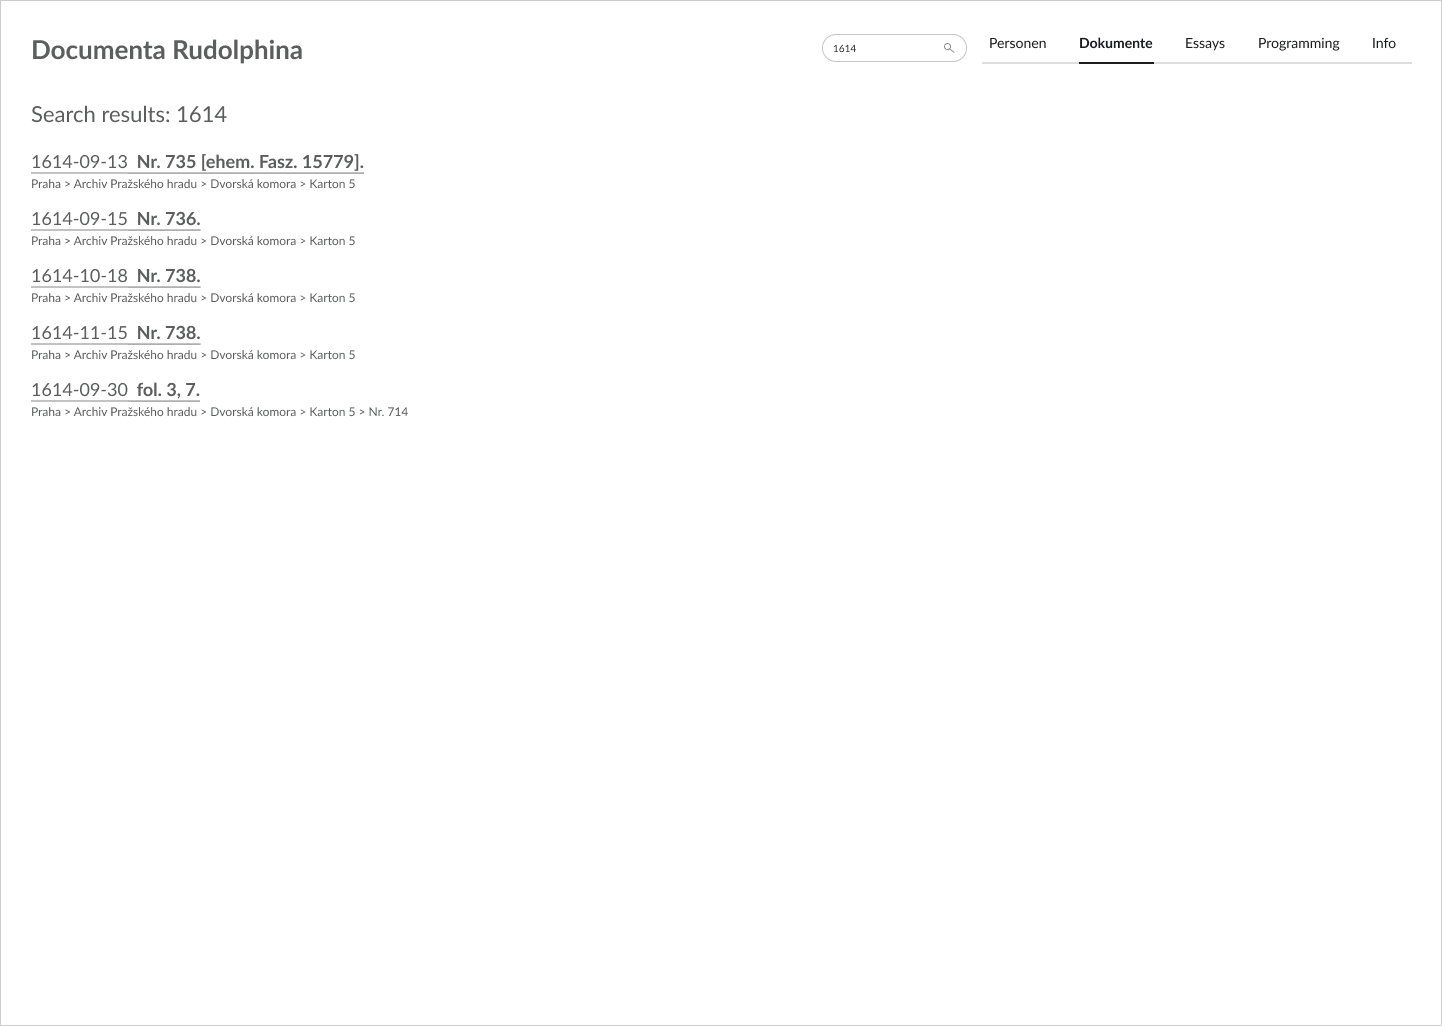 Documenta Rudolphina
1614
Personen Dokumente Essays Programming Info
Search results: 1614
1614-09-13 Nr. 735 [ehem. Fasz. 15779].
Praha > Archiv Pražského hradu > Dvorská komora > Karton 5
1614-09-15 Nr. 736.
Praha > Archiv Pražského hradu > Dvorská komora > Karton 5
1614-10-18 Nr. 738.
Praha > Archiv Pražského hradu > Dvorská komora > Karton 5
1614-11-15 Nr. 738.
Praha > Archiv Pražského hradu > Dvorská komora > Karton 5
1614-09-30 fol. 3, 7.
Praha > Archiv Pražského hradu > Dvorská komora > Karton 5 > Nr. 714